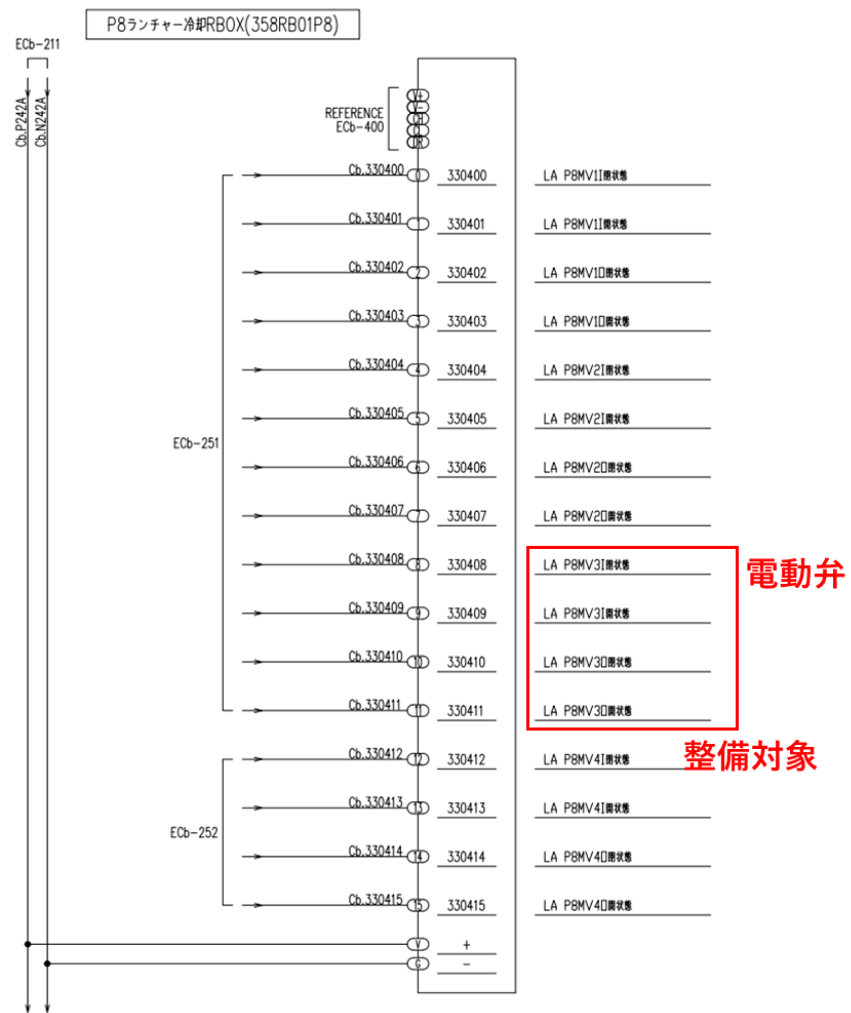 P8ランチャー冷却RBOX(358RB01P8)
ECb-211
Cb.P242A
Cb.N242A
REFERENCE
ECb-400
V+
V-
CH
CL
DR
Cb.330400 0 330400 LA P8MV1I閉状態
Cb.330401 1 330401 LA P8MV1I開状態
Cb.330402 2 330402 LA P8MV1O閉状態
Cb.330403 3 330403 LA P8MV1O開状態
Cb.330404 4 330404 LA P8MV2I閉状態
Cb.330405 5 330405 LA P8MV2I開状態
ECb-251
Cb.330406 6 330406 LA P8MV2O閉状態
Cb.330407 7 330407 LA P8MV2O開状態
Cb.330408 8 330408 LA P8MV3I閉状態
電動弁
Cb.330409 9 330409 LA P8MV3I開状態
Cb.330410 10 330410 LA P8MV3O閉状態
Cb.330411 11 330411 LA P8MV3O開状態
整備対象
Cb.330412 12 330412 LA P8MV4I閉状態
Cb.330413 13 330413 LA P8MV4I開状態
ECb-252
Cb.330414 14 330414 LA P8MV4O閉状態
Cb.330415 15 330415 LA P8MV4O開状態
V +
G -